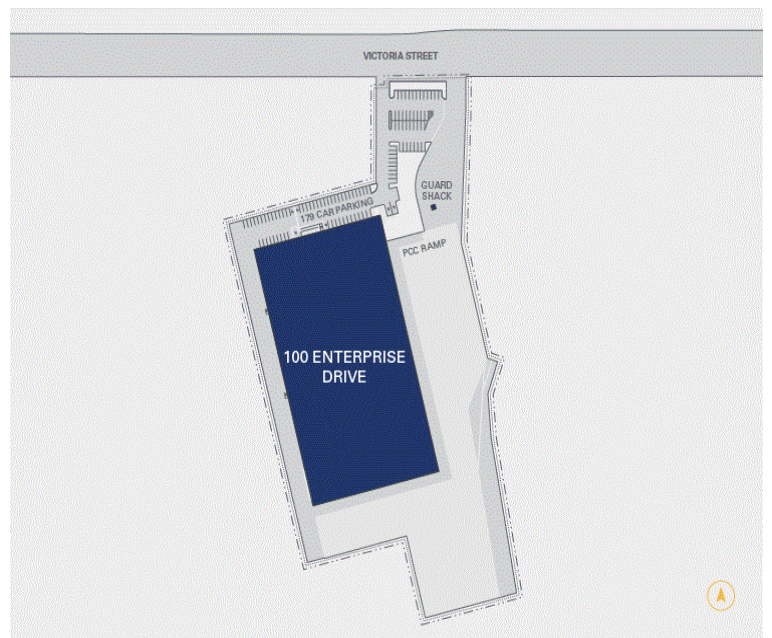 VICTORIA STREET
GUARD
SHACK
179 CAR PARKING
PCC RAMP
100 ENTERPRISE
DRIVE